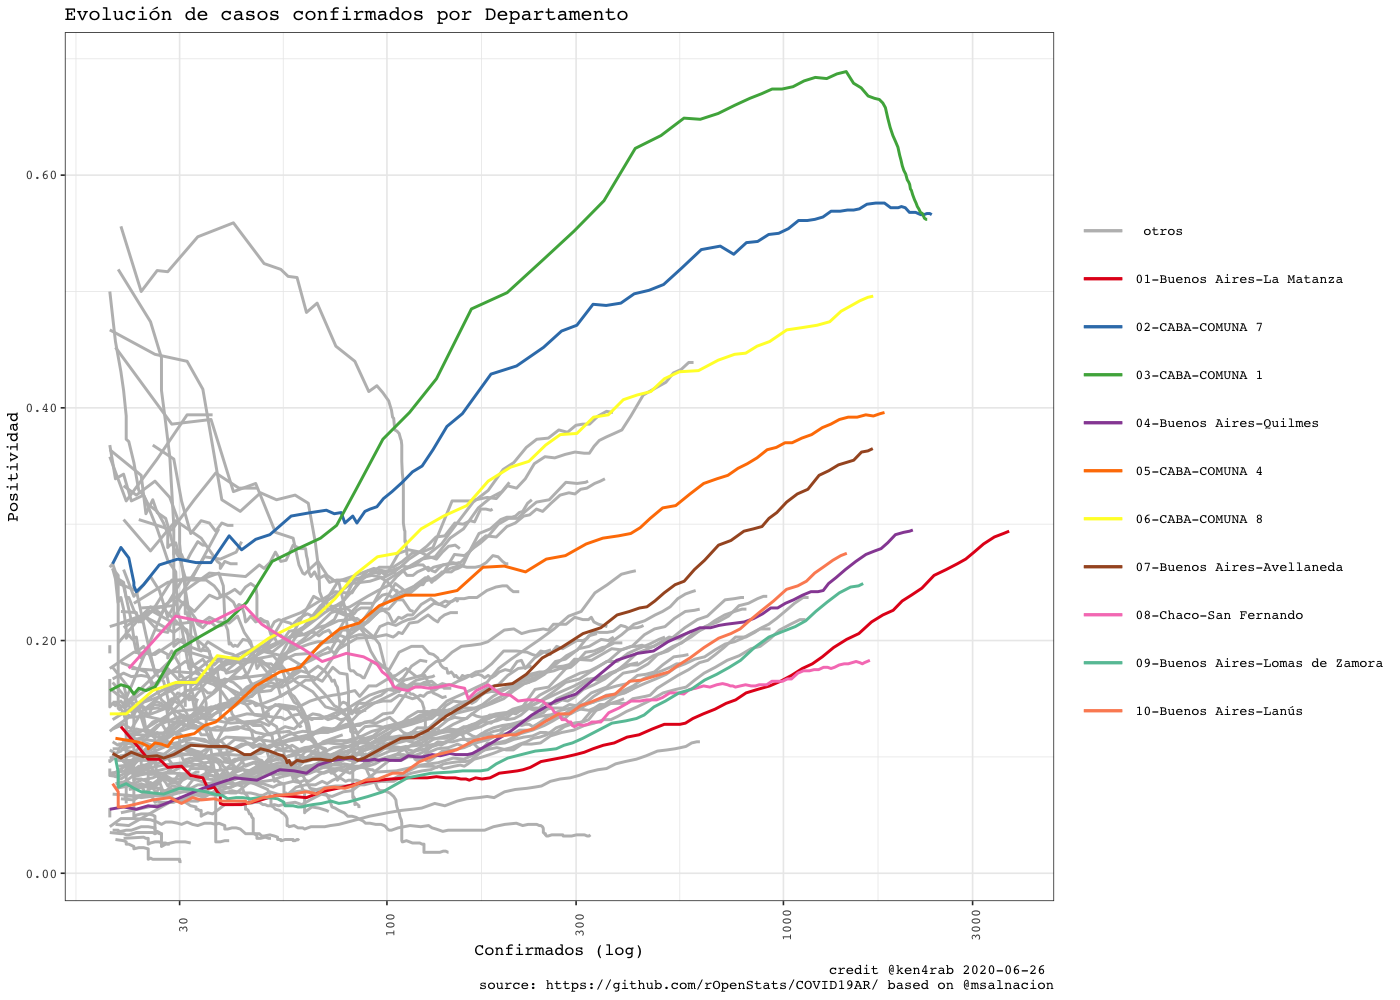 Evolución de casos confirmados por Departamento
Positividad
0.60
0.40
0.20
0.00
30
100
300
1000
3000
Confirmados (log)
otros
01-Buenos Aires-La Matanza
02-CABA-COMUNA 7
03-CABA-COMUNA 1
04-Buenos Aires-Quilmes
05-CABA-COMUNA 4
06-CABA-COMUNA 8
07-Buenos Aires-Avellaneda
08-Chaco-San Fernando
09-Buenos Aires-Lomas de Zamora
10-Buenos Aires-Lanús
credit @ken4rab 2020-06-26
source: https://github.com/rOpenStats/COVID19AR/ based on @msalnacion